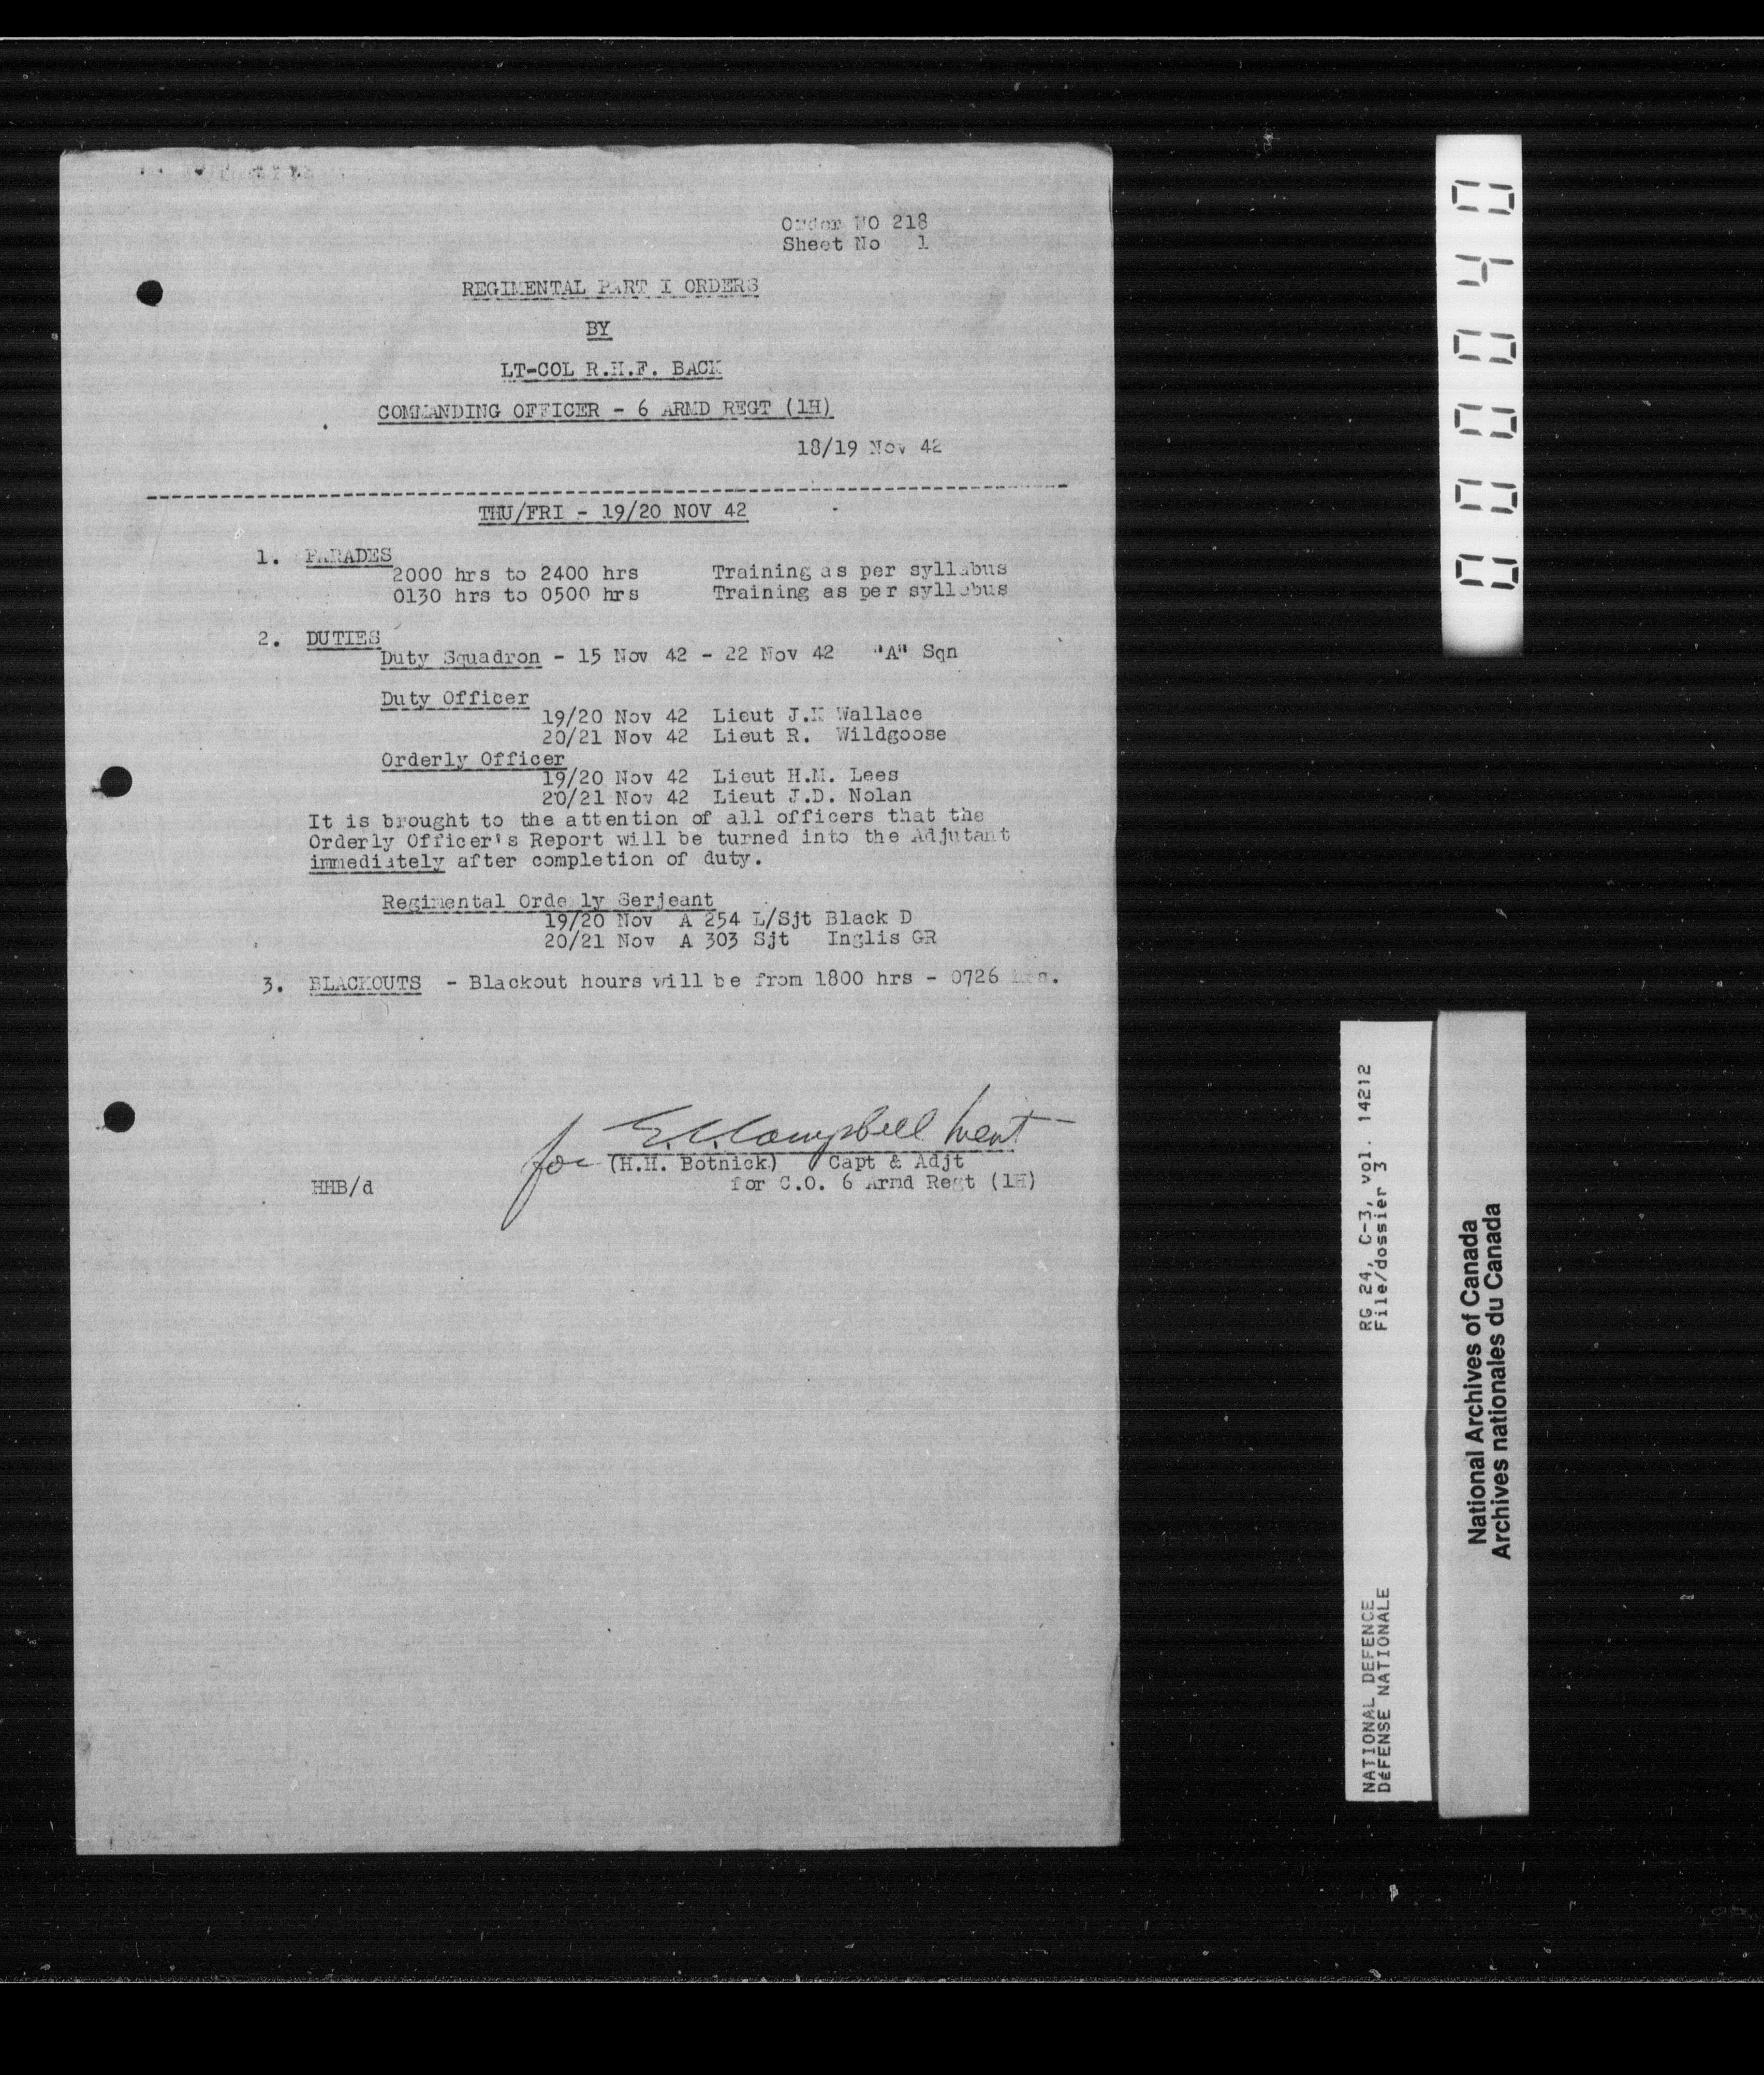 Order NO 218
Sheet No 1
REGIMENTAL PART I ORDERS
BY
LT-COL R.H.F. BACK
COMMANDING OFFICER - 6 ARMD REGT (1H)
18/19 Nov 42
THU/FRI - 19/20 NOV 42
1. PARADES
2000 hrs to 2400 hrs Training as per syllabus
0130 hrs to 0500 hrs Training as per syllabus
2. DUTIES
Duty Squadron - 15 Nov 42 - 22 Nov 42 "A" Sqn
Duty Officer
19/20 Nov 42 Lieut J.K Wallace
20/21 Nov 42 Lieut R. Wildgoose
Orderly Officer
19/20 Nov 42 Lieut H.M. Lees
20/21 Nov 42 Lieut J.D. Nolan
It is brought to the attention of all officers that the
Orderly Officer's Report will be turned into the Adjutant
immediately after completion of duty.
Regimental Orderly Serjeant
19/20 Nov A 254 L/Sjt Black D
20/21 Nov A 303 Sjt Inglis GR
3. BLACKOUTS - Blackout hours will be from 1800 hrs - 0726 hrs.
for Campbell
(H.H. Botnick) Capt & Adjt
HHB/d for C.O. 6 Armd Regt (1H)
0000040
RG 24, C-3, vol. 14212
File/dossier 3
NATIONAL DEFENCE
DéFENSE NATIONALE
National Archives of Canada
Archives nationales du Canada